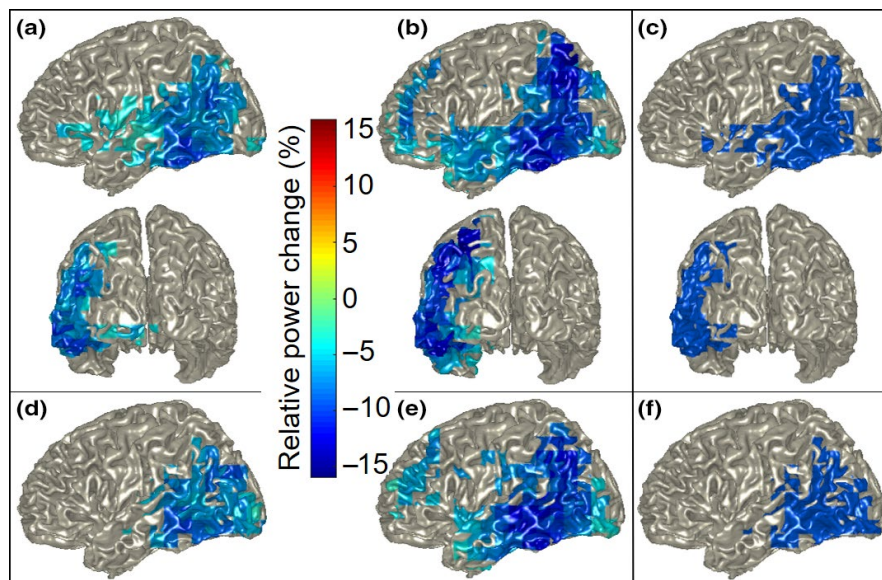 (a)
(b)
(c)
Relative power change (%)
15
10
5
0
−5
−10
−15
(d)
(e)
(f)